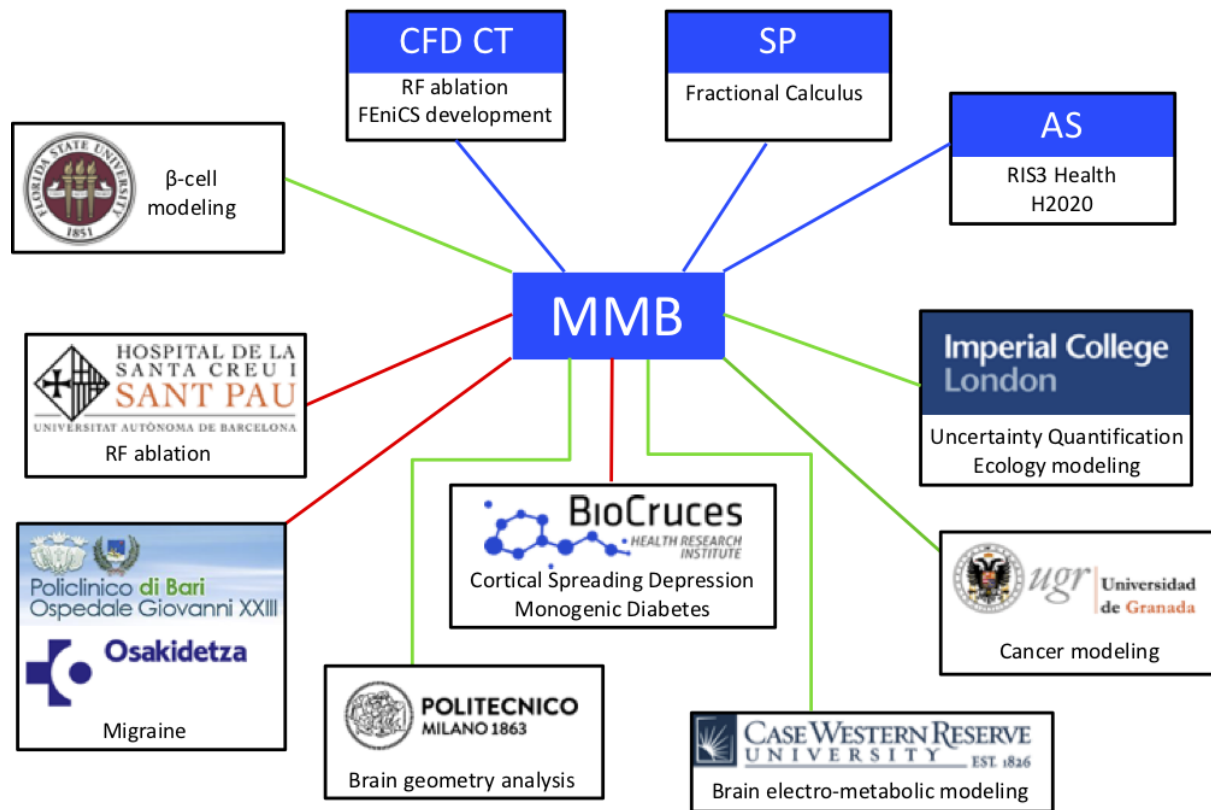 CFD CT
RF ablation
FEniCS development
SP
Fractional Calculus
AS
RIS3 Health
H2020
FLORIDA STATE UNIVERSITY
1851
β-cell
modeling
MMB
HOSPITAL DE LA
SANTA CREU I
SANT PAU
UNIVERSITAT AUTÒNOMA DE BARCELONA
RF ablation
Imperial College
London
Uncertainty Quantification
Ecology modeling
BIOCRUCES
HEALTH RESEARCH
INSTITUTE
Cortical Spreading Depression
Monogenic Diabetes
Policlinico di Bari
Ospedale Giovanni XXIII
Osakidetza
Migraine
ugr
Universidad
de Granada
Cancer modeling
POLITECNICO
MILANO 1863
Brain geometry analysis
CASE WESTERN RESERVE
UNIVERSITY
EST. 1826
Brain electro-metabolic modeling